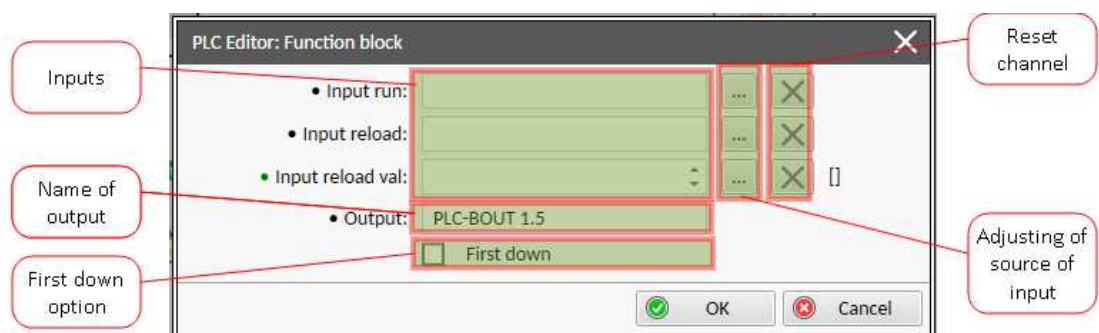 PLC Editor: Function block
Reset
channel
Inputs
• Input run:
...
• Input reload:
...
• Input reload val:
...
[]
Name of
output
• Output:
PLC-BOUT 1.5
First down
Adjusting of
source of
input
First down
option
OK
Cancel